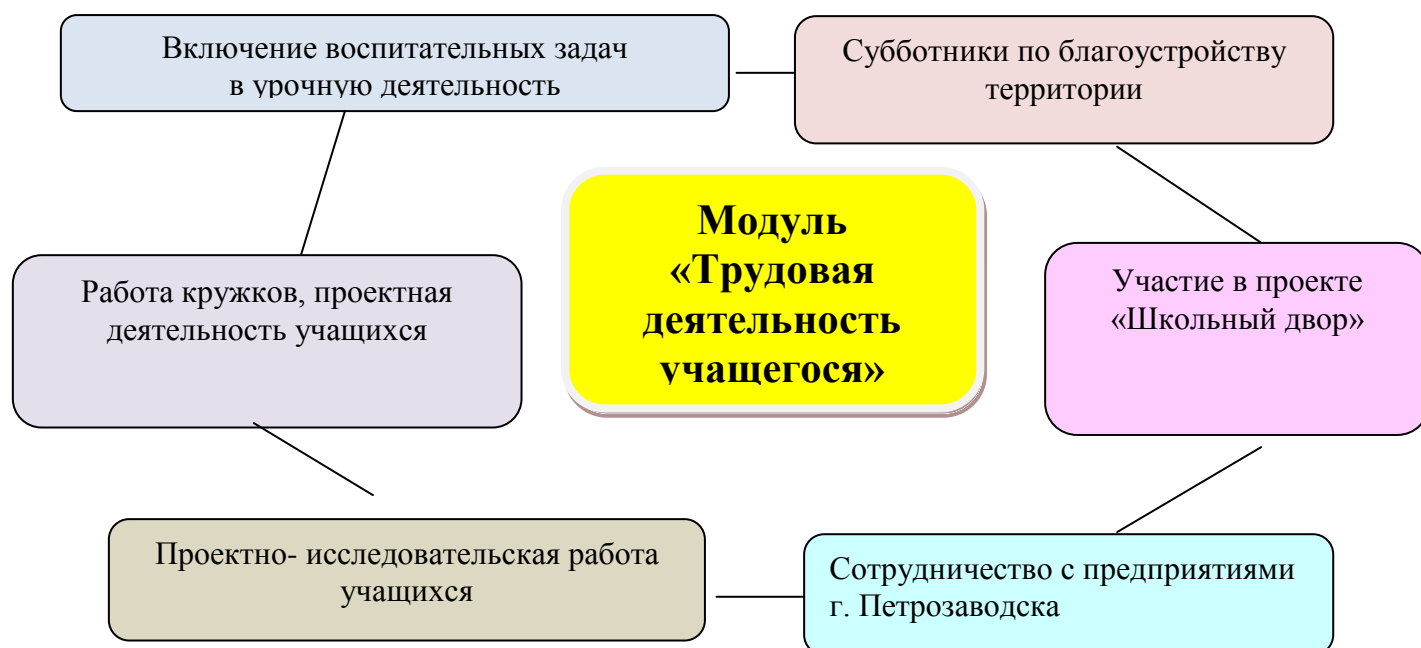 Включение воспитательных задач
в урочную деятельность
Субботники по благоустройству
территории
Модуль
«Трудовая
деятельность
учащегося»
Работа кружков, проектная
деятельность учащихся
Участие в проекте
«Школьный двор»
Проектно- исследовательская работа
учащихся
Сотрудничество с предприятиями
г. Петрозаводска